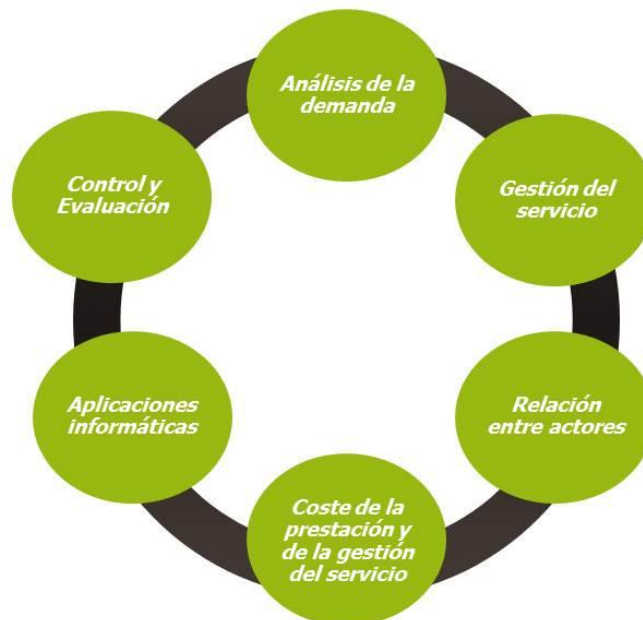 Análisis de la
demanda
Gestión del
servicio
Relación
entre actores
Coste de la
prestación y
de la gestión
del servicio
Aplicaciones
informáticas
Control y
Evaluación